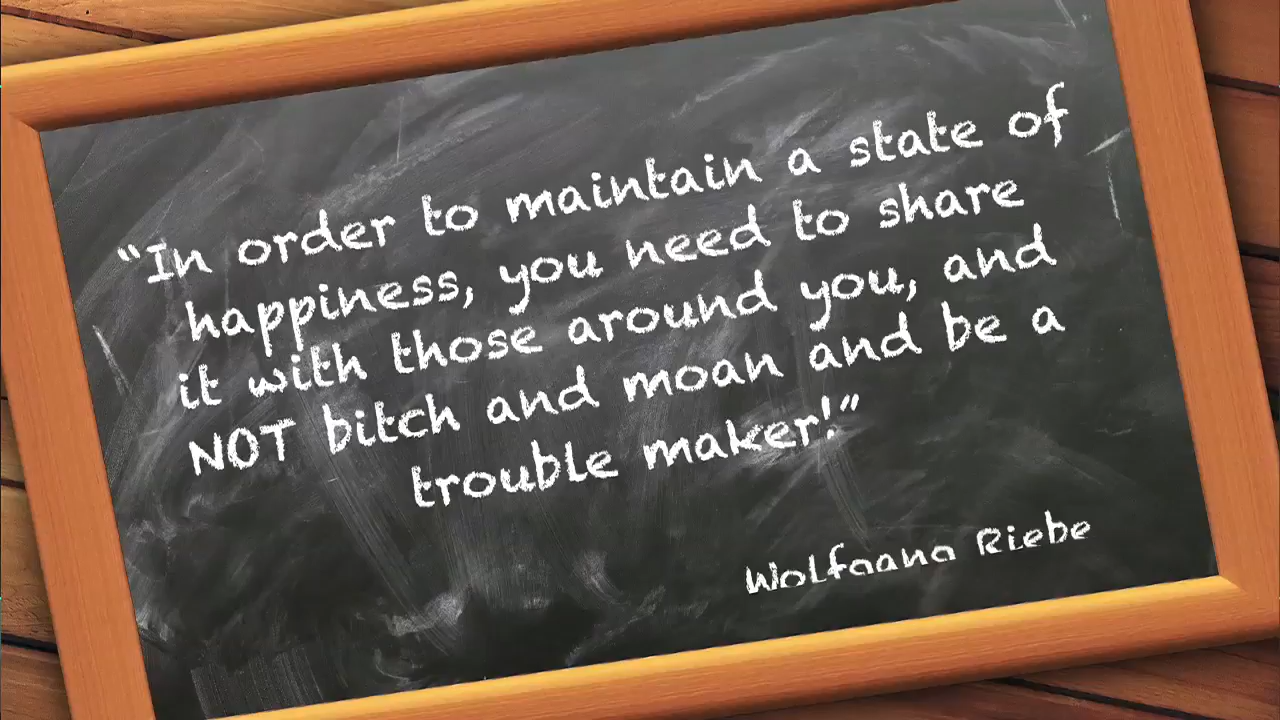 “In order to maintain a state of
happiness, you need to share
it with those around you, and
NOT bitch and moan and be a
trouble maker!”
Wolfgang Riebe